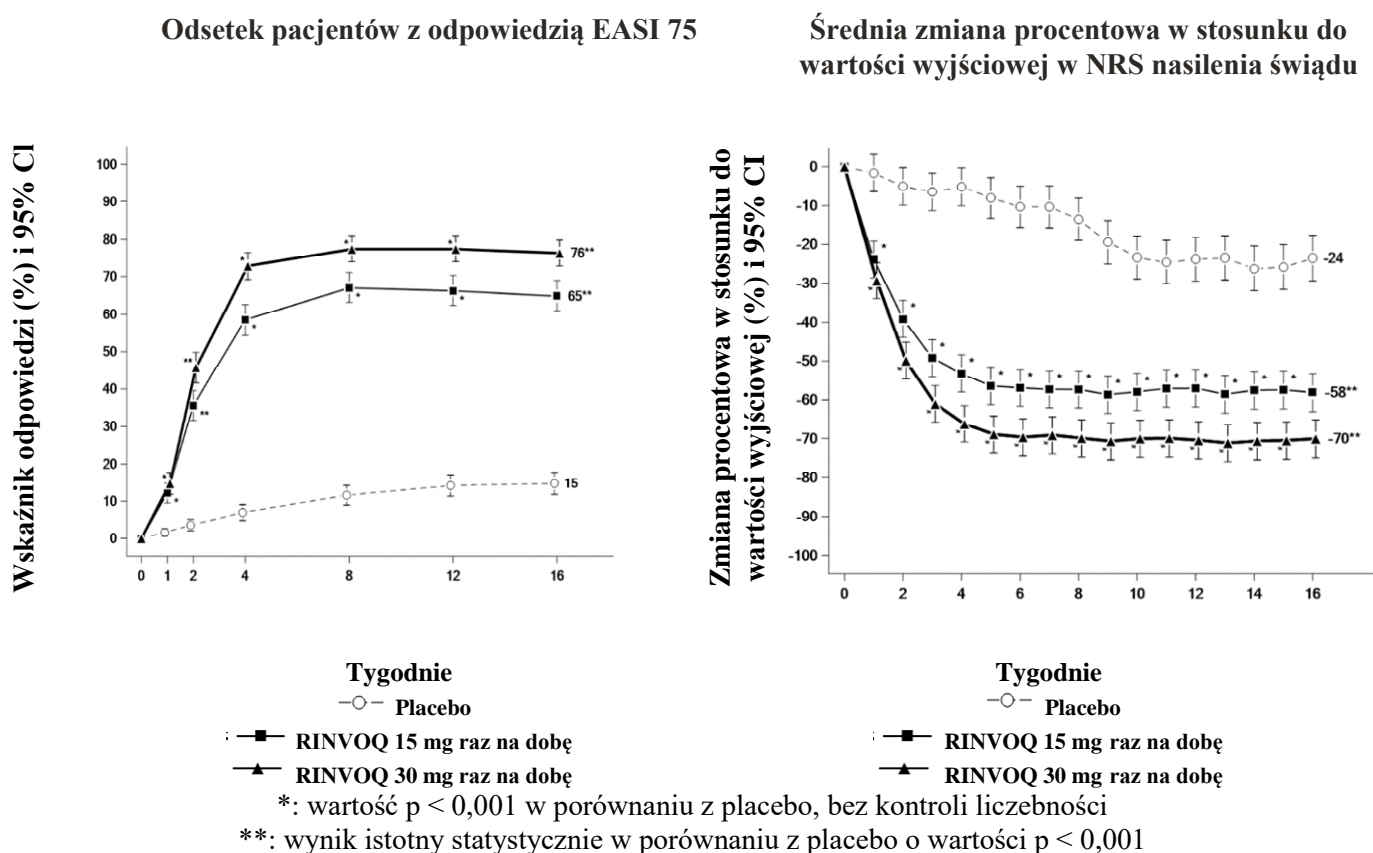 Odsetek pacjentów z odpowiedzią EASI 75
Wskaźnik odpowiedzi (%) i 95% CI
100
90
80
70
60
50
40
30
20
10
0
76**
65**
15
0 1 2 4 8 12 16
Tygodnie
Placebo
RINVOQ 15 mg raz na dobę
RINVOQ 30 mg raz na dobę
Średnia zmiana procentowa w stosunku do
wartości wyjściowej w NRS nasilenia świądu
Zmiana procentowa w stosunku do
wartości wyjściowej (%) i 95% CI
0
-10
-20
-30
-40
-50
-60
-70
-80
-90
-100
-24
-58**
-70**
0 2 4 6 8 10 12 14 16
Tygodnie
Placebo
RINVOQ 15 mg raz na dobę
RINVOQ 30 mg raz na dobę
*: wartość p < 0,001 w porównaniu z placebo, bez kontroli liczebności
**: wynik istotny statystycznie w porównaniu z placebo o wartości p < 0,001